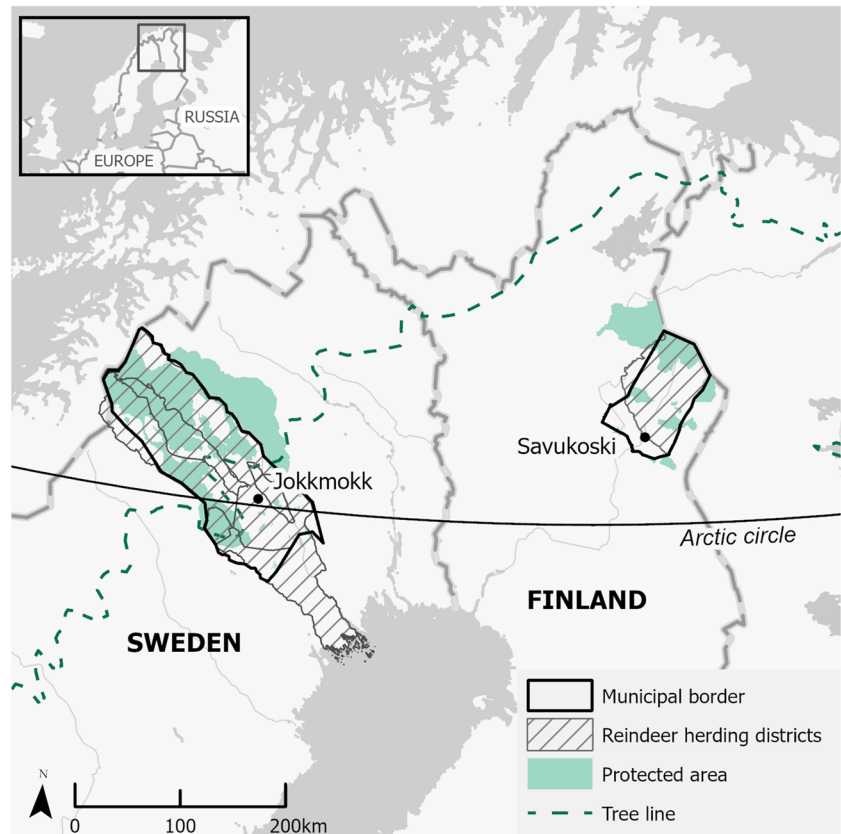 RUSSIA
EUROPE
Savukoski
Jokkmokk
Arctic circle
FINLAND
SWEDEN
Municipal border
Reindeer herding districts
Protected area
Tree line
N
0 100 200km